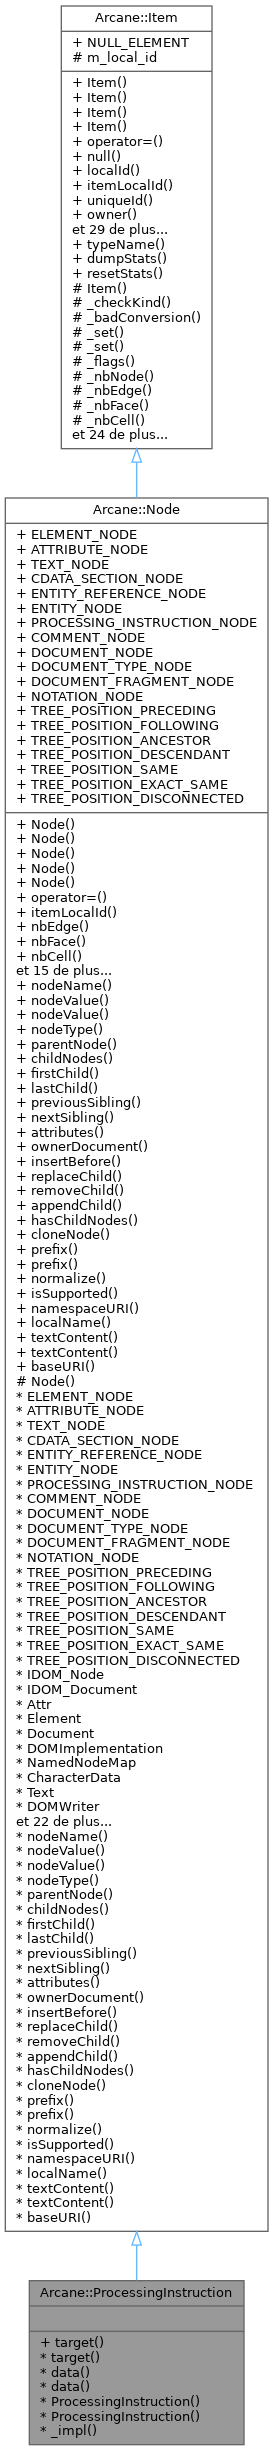 Arcane::Item
+ NULL_ELEMENT
# m_local_id
+ Item()
+ Item()
+ Item()
+ Item()
+ operator=()
+ null()
+ localId()
+ itemLocalId()
+ uniqueId()
+ owner()
et 29 de plus...
+ typeName()
+ dumpStats()
+ resetStats()
# Item()
# _checkKind()
# _badConversion()
# _set()
# _set()
# _flags()
# _nbNode()
# _nbEdge()
# _nbFace()
# _nbCell()
et 24 de plus...
Arcane::Node
+ ELEMENT_NODE
+ ATTRIBUTE_NODE
+ TEXT_NODE
+ CDATA_SECTION_NODE
+ ENTITY_REFERENCE_NODE
+ ENTITY_NODE
+ PROCESSING_INSTRUCTION_NODE
+ COMMENT_NODE
+ DOCUMENT_NODE
+ DOCUMENT_TYPE_NODE
+ DOCUMENT_FRAGMENT_NODE
+ NOTATION_NODE
+ TREE_POSITION_PRECEDING
+ TREE_POSITION_FOLLOWING
+ TREE_POSITION_ANCESTOR
+ TREE_POSITION_DESCENDANT
+ TREE_POSITION_SAME
+ TREE_POSITION_EXACT_SAME
+ TREE_POSITION_DISCONNECTED
+ Node()
+ Node()
+ Node()
+ Node()
+ Node()
+ operator=()
+ itemLocalId()
+ nbEdge()
+ nbFace()
+ nbCell()
et 15 de plus...
+ nodeName()
+ nodeValue()
+ nodeValue()
+ nodeType()
+ parentNode()
+ childNodes()
+ firstChild()
+ lastChild()
+ previousSibling()
+ nextSibling()
+ attributes()
+ ownerDocument()
+ insertBefore()
+ replaceChild()
+ removeChild()
+ appendChild()
+ hasChildNodes()
+ cloneNode()
+ prefix()
+ prefix()
+ normalize()
+ isSupported()
+ namespaceURI()
+ localName()
+ textContent()
+ textContent()
+ baseURI()
# Node()
* ELEMENT_NODE
* ATTRIBUTE_NODE
* TEXT_NODE
* CDATA_SECTION_NODE
* ENTITY_REFERENCE_NODE
* ENTITY_NODE
* PROCESSING_INSTRUCTION_NODE
* COMMENT_NODE
* DOCUMENT_NODE
* DOCUMENT_TYPE_NODE
* DOCUMENT_FRAGMENT_NODE
* NOTATION_NODE
* TREE_POSITION_PRECEDING
* TREE_POSITION_FOLLOWING
* TREE_POSITION_ANCESTOR
* TREE_POSITION_DESCENDANT
* TREE_POSITION_SAME
* TREE_POSITION_EXACT_SAME
* TREE_POSITION_DISCONNECTED
* IDOM_Node
* IDOM_Document
* Attr
* Element
* Document
* DOMImplementation
* NamedNodeMap
* CharacterData
* Text
* DOMWriter
et 22 de plus...
* nodeName()
* nodeValue()
* nodeValue()
* nodeType()
* parentNode()
* childNodes()
* firstChild()
* lastChild()
* previousSibling()
* nextSibling()
* attributes()
* ownerDocument()
* insertBefore()
* replaceChild()
* removeChild()
* appendChild()
* hasChildNodes()
* cloneNode()
* prefix()
* prefix()
* normalize()
* isSupported()
* namespaceURI()
* localName()
* textContent()
* textContent()
* baseURI()
Arcane::ProcessingInstruction
+ target()
* target()
* data()
* data()
* ProcessingInstruction()
* ProcessingInstruction()
* _impl()